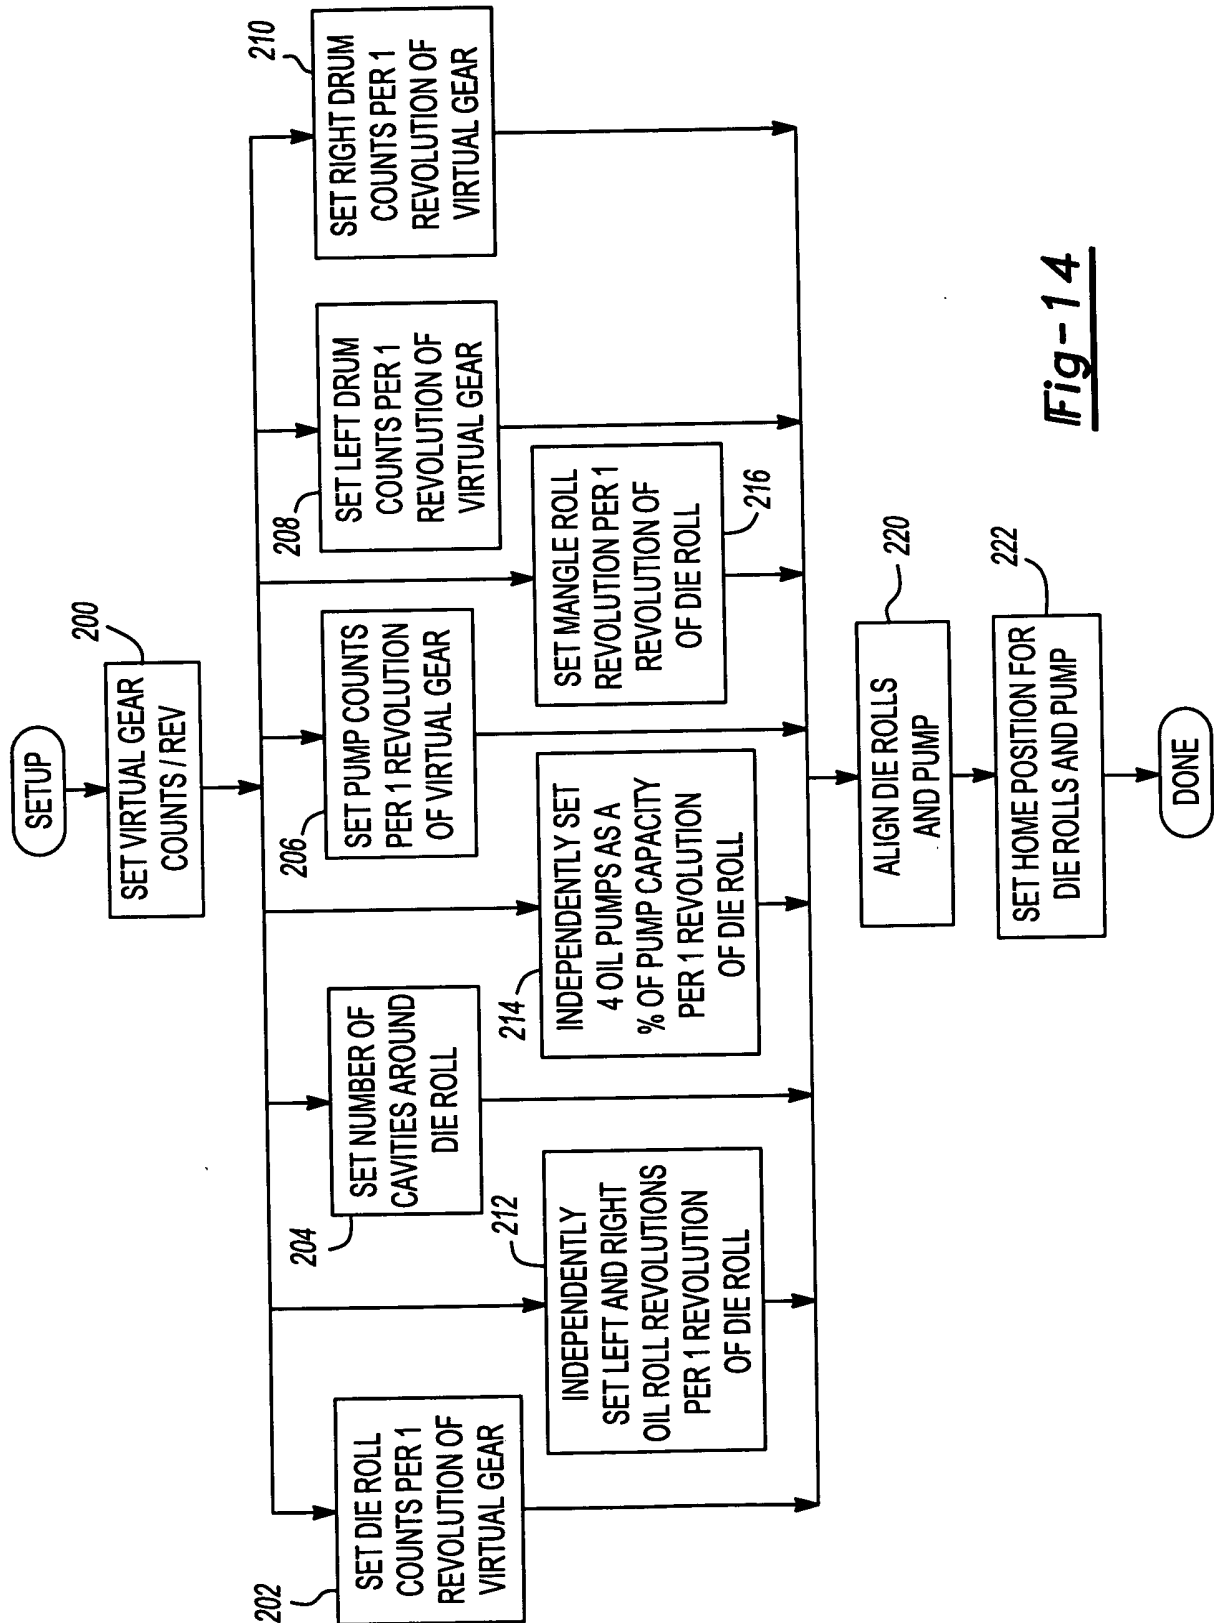 SETUP
200
SET VIRTUAL GEAR
COUNTS / REV
202
SET DIE ROLL
COUNTS PER 1
REVOLUTION OF
VIRTUAL GEAR
204
SET NUMBER OF
CAVITIES AROUND
DIE ROLL
206
SET PUMP COUNTS
PER 1 REVOLUTION
OF VIRTUAL GEAR
208
SET LEFT DRUM
COUNTS PER 1
REVOLUTION OF
VIRTUAL GEAR
210
SET RIGHT DRUM
COUNTS PER 1
REVOLUTION OF
VIRTUAL GEAR
212
INDEPENDENTLY
SET LEFT AND RIGHT
OIL ROLL REVOLUTIONS
PER 1 REVOLUTION
OF DIE ROLL
214
INDEPENDENTLY SET
4 OIL PUMPS AS A
% OF PUMP CAPACITY
PER 1 REVOLUTION
OF DIE ROLL
SET MANGLE ROLL
REVOLUTION PER 1
REVOLUTION OF
OF DIE ROLL
216
220
ALIGN DIE ROLLS
AND PUMP
222
SET HOME POSITION FOR
DIE ROLLS AND PUMP
DONE
Fig-14